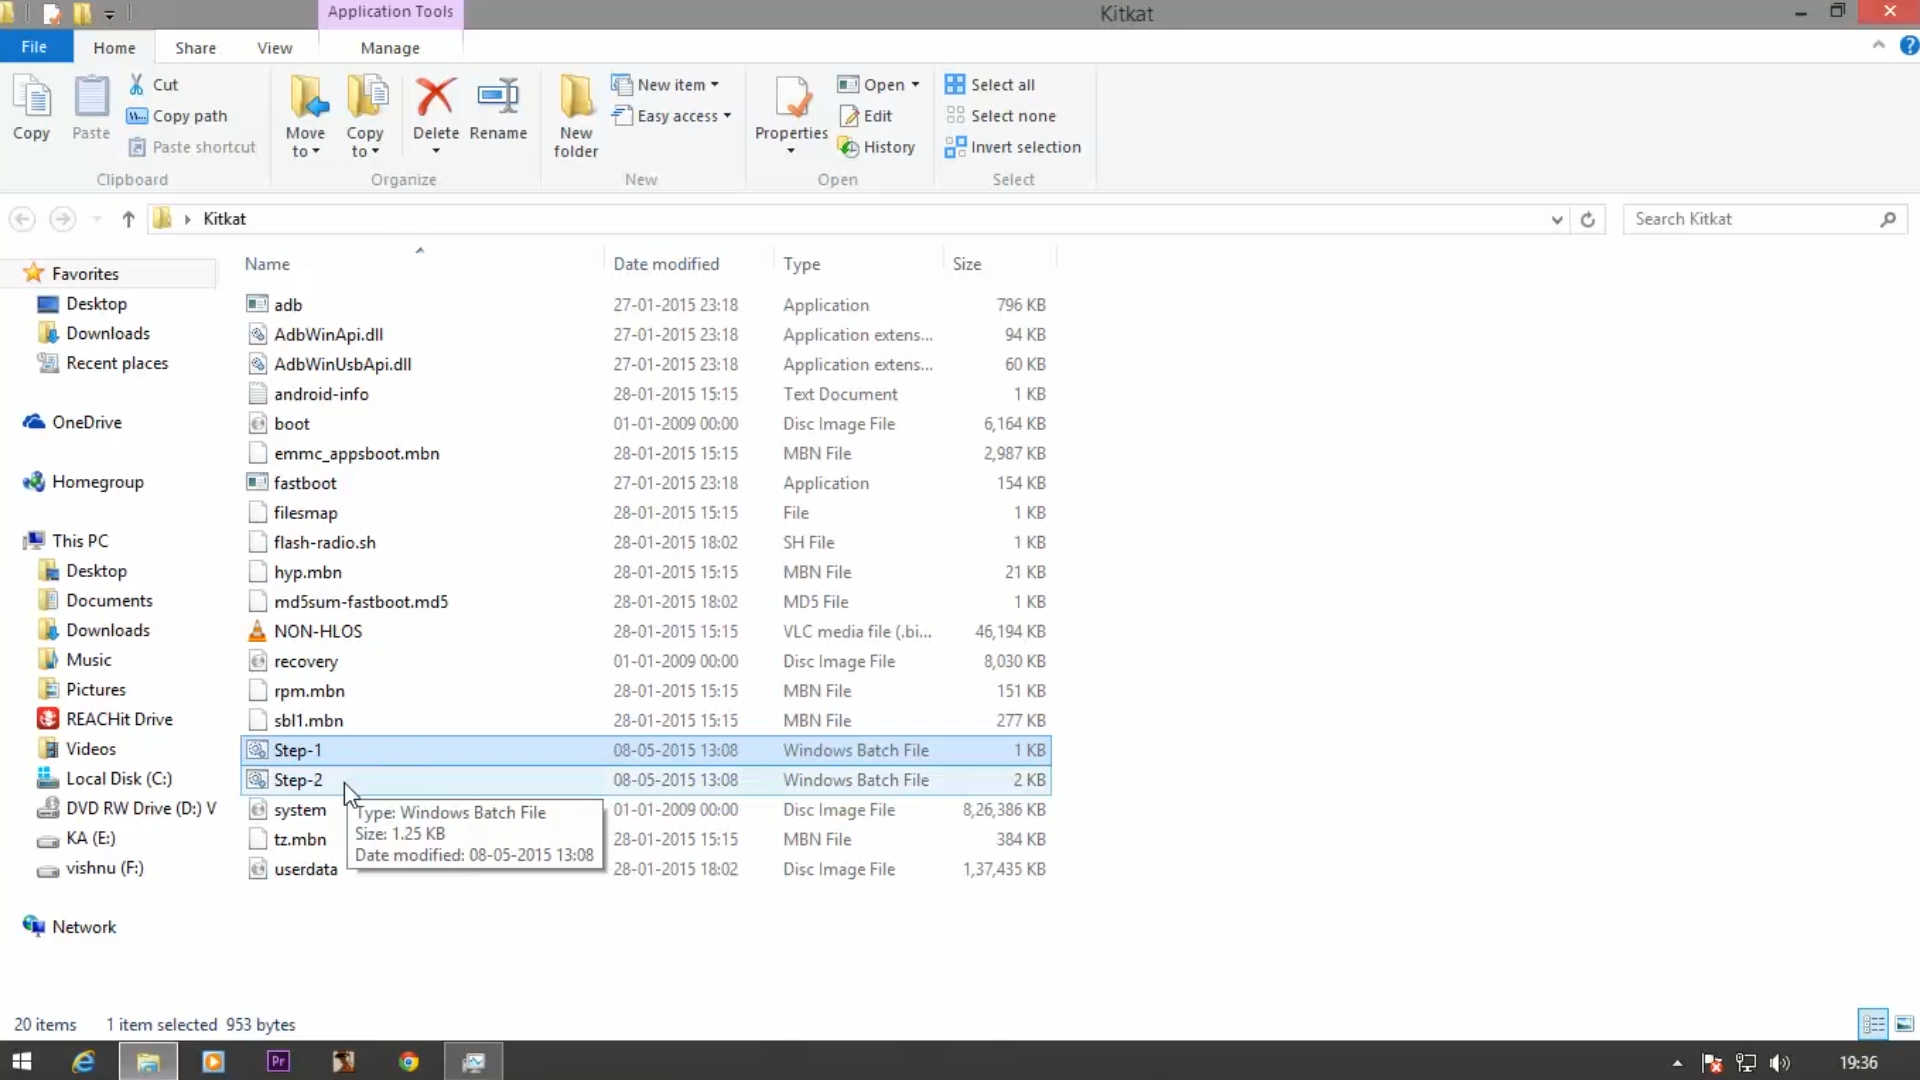 Application Tools
Kitkat
File
Home
Share
View
Manage
Copy
Paste
Cut
Copy path
Paste shortcut
Clipboard
Move to
Copy to
Delete
Rename
Organize
New folder
New item
Easy access
New
Properties
Open
Edit
History
Open
Select all
Select none
Invert selection
Select
Kitkat
Search Kitkat
Name Date modified Type Size
adb 27-01-2015 23:18 Application 796 KB
AdbWinApi.dll 27-01-2015 23:18 Application extens... 94 KB
AdbWinUsbApi.dll 27-01-2015 23:18 Application extens... 60 KB
android-info 28-01-2015 15:15 Text Document 1 KB
boot 01-01-2009 00:00 Disc Image File 6,164 KB
emmc_appsboot.mbn 28-01-2015 15:15 MBN File 2,987 KB
fastboot 27-01-2015 23:18 Application 154 KB
filesmap 28-01-2015 15:15 File 1 KB
flash-radio.sh 28-01-2015 18:02 SH File 1 KB
hyp.mbn 28-01-2015 15:15 MBN File 21 KB
md5sum-fastboot.md5 28-01-2015 18:02 MD5 File 1 KB
NON-HLOS 28-01-2015 15:15 VLC media file (.bi... 46,194 KB
recovery 01-01-2009 00:00 Disc Image File 8,030 KB
rpm.mbn 28-01-2015 15:15 MBN File 151 KB
sbl1.mbn 28-01-2015 15:15 MBN File 277 KB
Step-1 08-05-2015 13:08 Windows Batch File 1 KB
Step-2 08-05-2015 13:08 Windows Batch File 2 KB
system 01-01-2009 00:00 Disc Image File 8,26,386 KB
tz.mbn 28-01-2015 15:15 MBN File 384 KB
userdata 28-01-2015 18:02 Disc Image File 1,37,435 KB
Type: Windows Batch File
Size: 1.25 KB
Date modified: 08-05-2015 13:08
Favorites
Desktop
Downloads
Recent places
OneDrive
Homegroup
This PC
Desktop
Documents
Downloads
Music
Pictures
REACHit Drive
Videos
Local Disk (C:)
DVD RW Drive (D:) V
KA (E:)
vishnu (F:)
Network
20 items 1 item selected 953 bytes
Pr
19:36